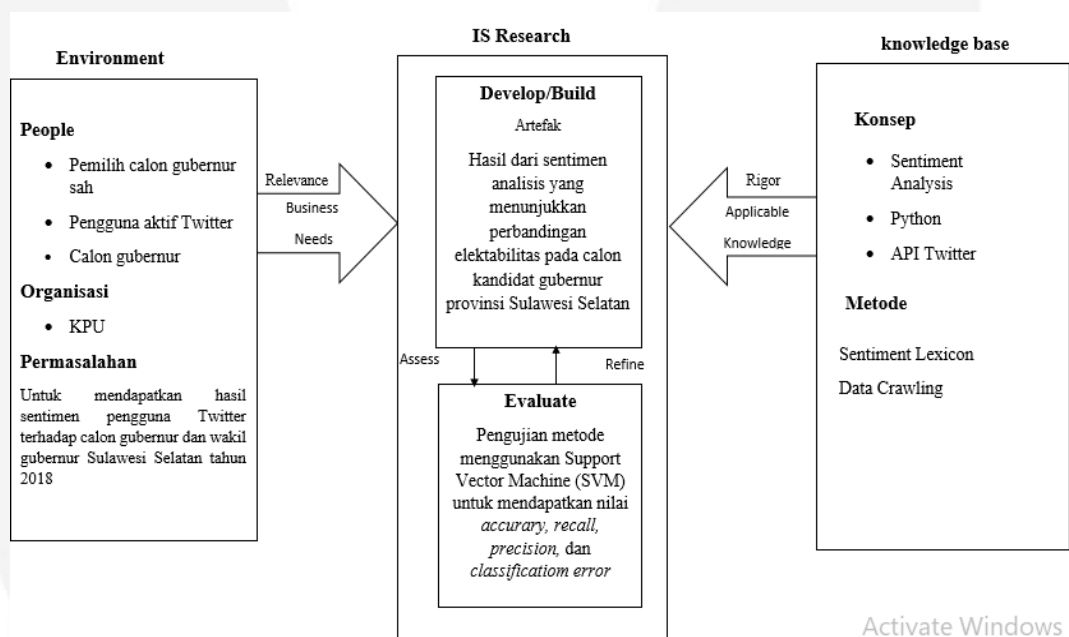 Environment
People
• Pemilih calon gubernur
sah
• Pengguna aktif Twitter
• Calon gubernur
Organisasi
• KPU
Permasalahan
Untuk mendapatkan hasil
sentimen pengguna Twitter
terhadap calon gubernur dan wakil
gubernur Sulawesi Selatan tahun
2018
Relevance
Business
Needs
IS Research
Develop/Build
Artefak
Hasil dari sentimen
analisis yang
menunjukkan
perbandingan
elektabilitas pada calon
kandidat gubernur
provinsi Sulawesi Selatan
Assess
Refine
Evaluate
Pengujian metode
menggunakan Support
Vector Machine (SVM)
untuk mendapatkan nilai
accurary, recall,
precision, dan
classificatiom error
Rigor
Applicable
Knowledge
knowledge base
Konsep
• Sentiment
Analysis
• Python
• API Twitter
Metode
Sentiment Lexicon
Data Crawling
Activate Windows